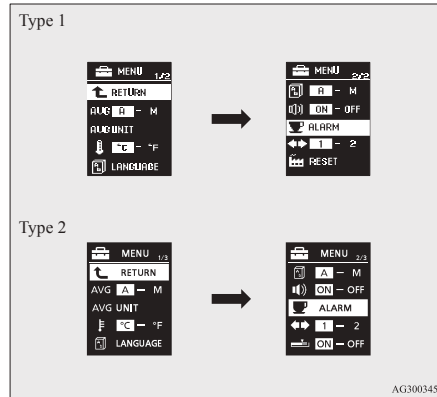 Type 1
MENU 1/2
RETURN
AVG A – M
AVG UNIT
°C – °F
LANGUAGE
MENU 2/2
A – M
ON – OFF
ALARM
1 – 2
RESET
Type 2
MENU 1/3
RETURN
AVG A – M
AVG UNIT
°C – °F
LANGUAGE
MENU 2/3
A – M
ON – OFF
ALARM
1 – 2
ON – OFF
AG300345